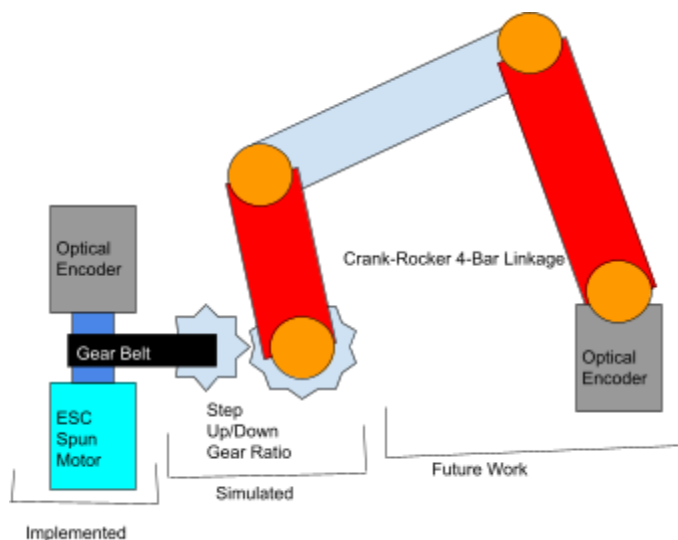 Optical
Encoder
Gear Belt
ESC
Spun
Motor
Implemented
Step
Up/Down
Gear Ratio
Simulated
Crank-Rocker 4-Bar Linkage
Optical
Encoder
Future Work